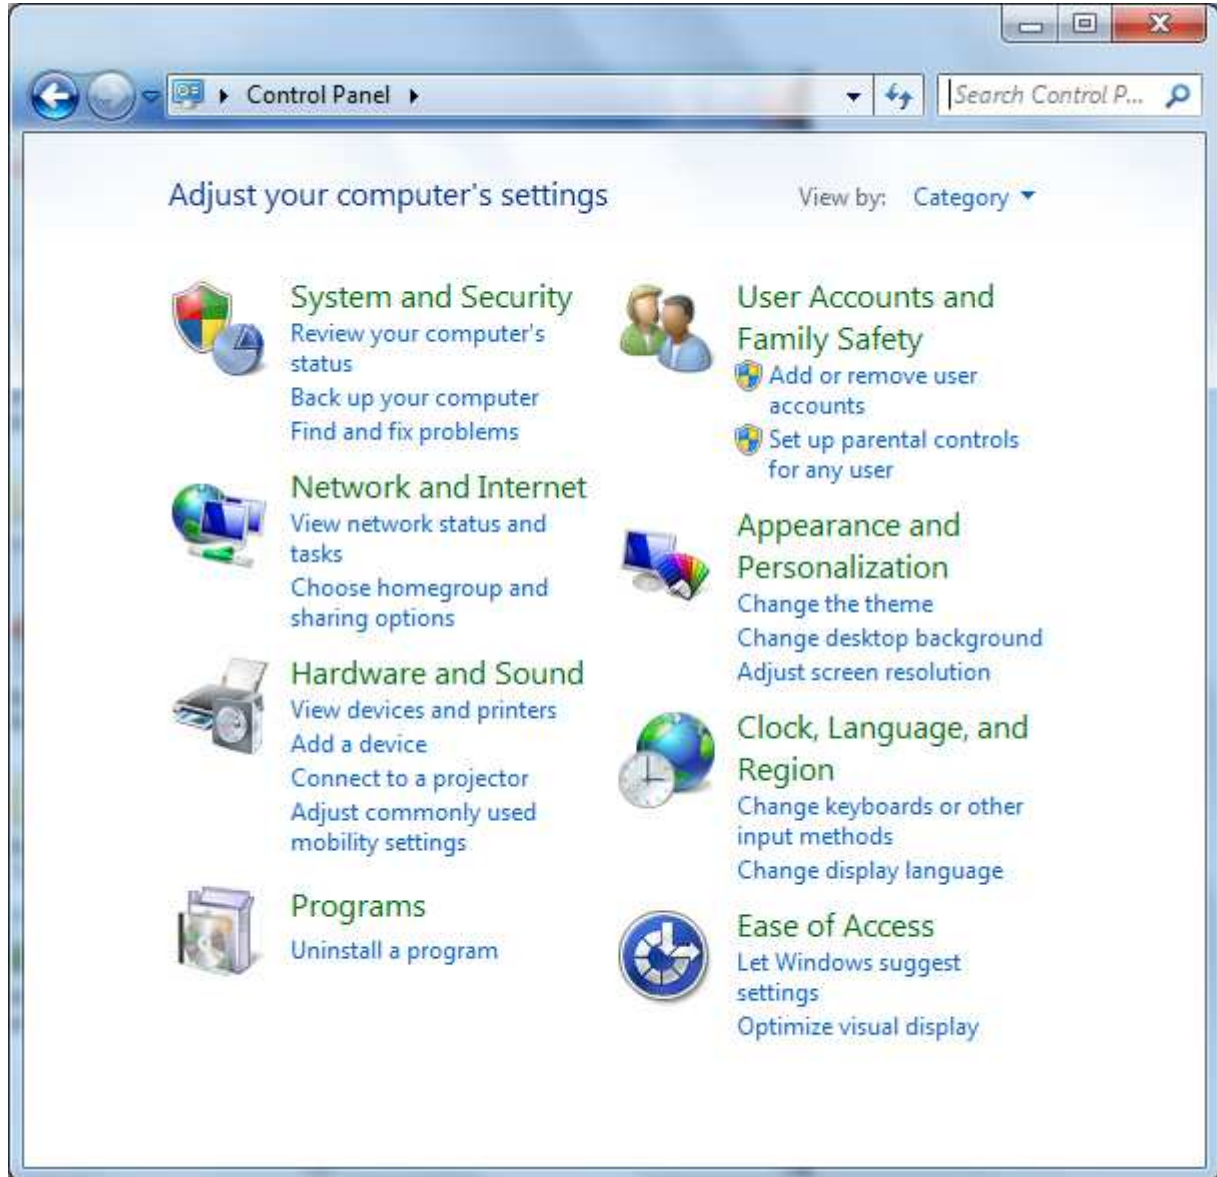 Control Panel
Search Control P...
Adjust your computer's settings
View by: Category
System and Security
Review your computer's
status
Back up your computer
Find and fix problems
Network and Internet
View network status and
tasks
Choose homegroup and
sharing options
Hardware and Sound
View devices and printers
Add a device
Connect to a projector
Adjust commonly used
mobility settings
Programs
Uninstall a program
User Accounts and
Family Safety
Add or remove user
accounts
Set up parental controls
for any user
Appearance and
Personalization
Change the theme
Change desktop background
Adjust screen resolution
Clock, Language, and
Region
Change keyboards or other
input methods
Change display language
Ease of Access
Let Windows suggest
settings
Optimize visual display